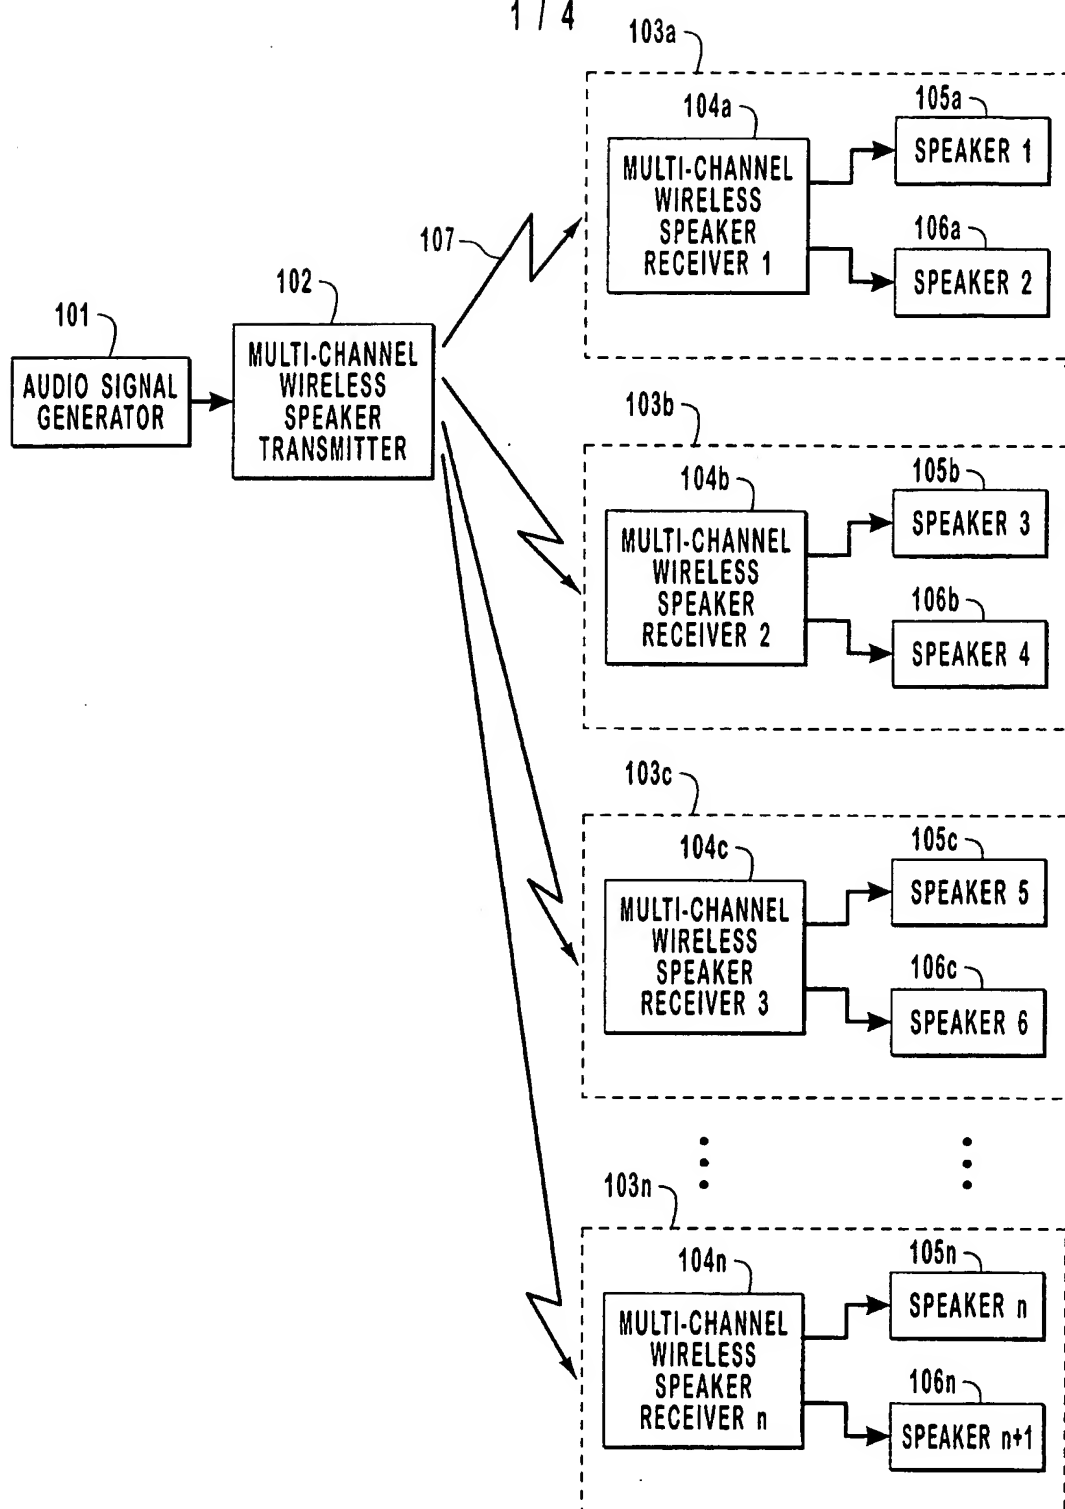 1 / 4
103a
104a
MULTI-CHANNEL
WIRELESS
SPEAKER
RECEIVER 1
105a
SPEAKER 1
106a
SPEAKER 2
107
101
AUDIO SIGNAL
GENERATOR
102
MULTI-CHANNEL
WIRELESS
SPEAKER
TRANSMITTER
103b
104b
MULTI-CHANNEL
WIRELESS
SPEAKER
RECEIVER 2
105b
SPEAKER 3
106b
SPEAKER 4
103c
104c
MULTI-CHANNEL
WIRELESS
SPEAKER
RECEIVER 3
105c
SPEAKER 5
106c
SPEAKER 6
103n
104n
MULTI-CHANNEL
WIRELESS
SPEAKER
RECEIVER n
105n
SPEAKER n
106n
SPEAKER n+1